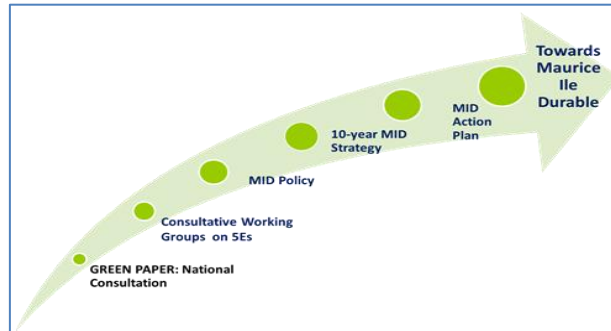 Towards
Maurice
Ile
Durable
MID
Action
Plan
10-year MID
Strategy
MID Policy
Consultative Working
Groups on 5Es
GREEN PAPER: National
Consultation